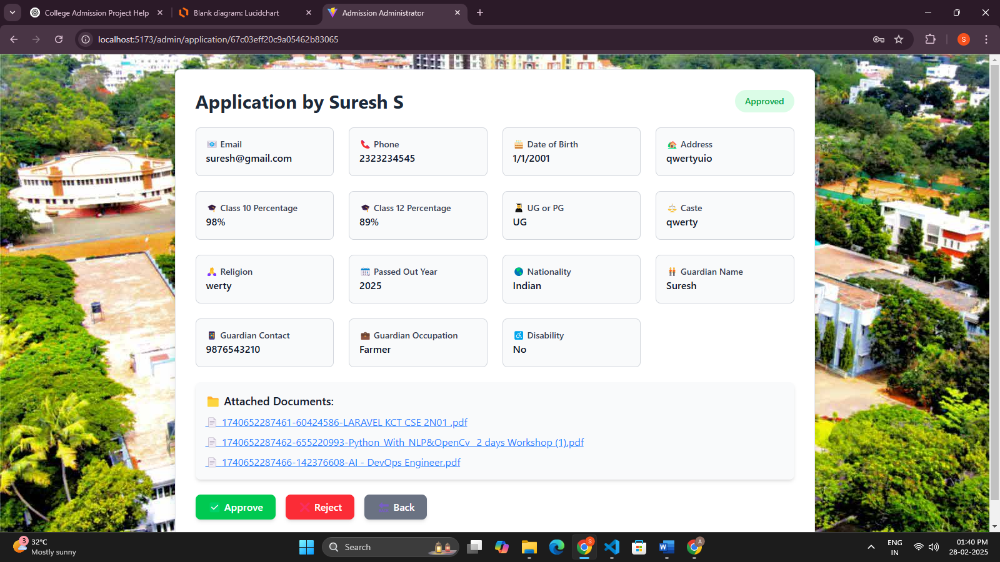 College Admission Project Help
Blank diagram: Lucidchart
Admission Administrator
localhost:5173/admin/application/67c03eff20c9a05462b83065
S
Application by Suresh S
Approved
Email
suresh@gmail.com
Phone
2323234545
Date of Birth
1/1/2001
Address
qwertyuio
Class 10 Percentage
98%
Class 12 Percentage
89%
UG or PG
UG
Caste
qwerty
Religion
werty
Passed Out Year
2025
Nationality
Indian
Guardian Name
Suresh
Guardian Contact
9876543210
Guardian Occupation
Farmer
Disability
No
Attached Documents:
1740652287461-60424586-LARAVEL KCT CSE 2N01 .pdf
1740652287462-655220993-Python_With_NLP&OpenCv_ 2 days Workshop (1).pdf
1740652287466-142376608-AI - DevOps Engineer.pdf
Approve
Reject
Back
3
32°C
Mostly sunny
Search
S
W
A
ENG
IN
01:40 PM
28-02-2025